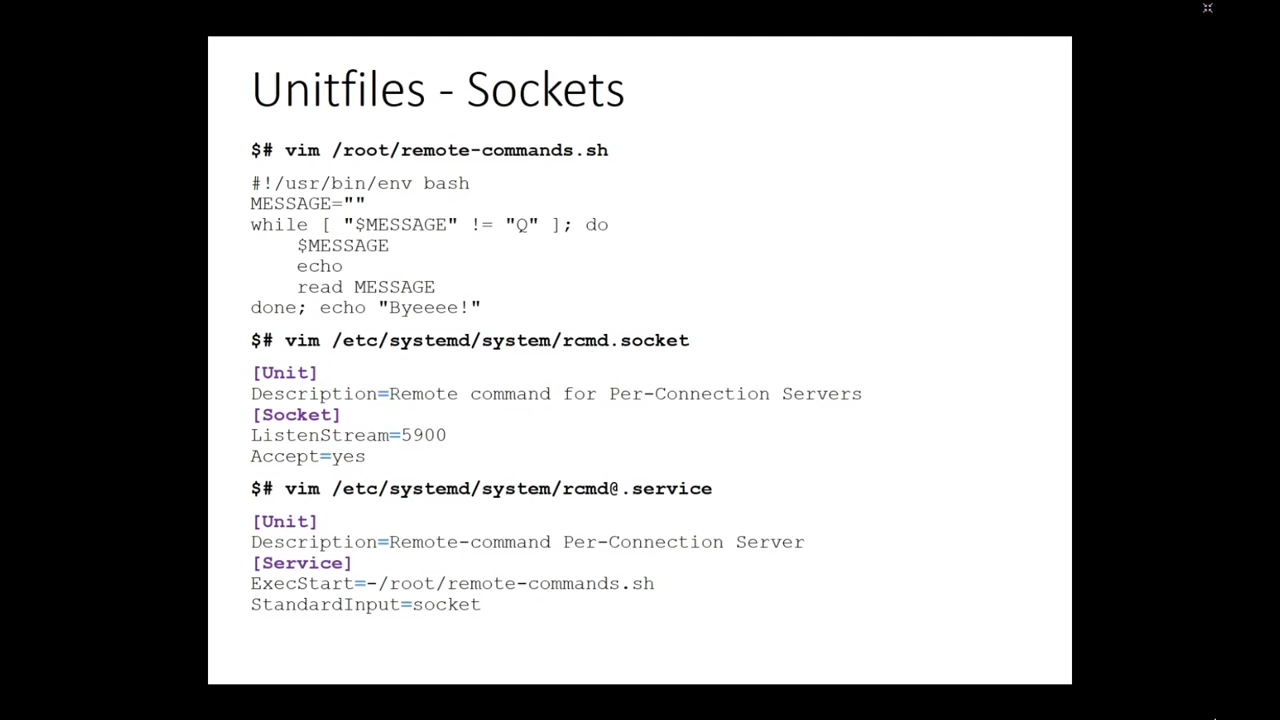 Unitfiles - Sockets
$# vim /root/remote-commands.sh
#!/usr/bin/env bash
MESSAGE=""
while [ "$MESSAGE" != "Q" ]; do
     $MESSAGE
     echo
     read MESSAGE
done; echo "Byeeee!"
$# vim /etc/systemd/system/rcmd.socket
[Unit]
Description=Remote command for Per-Connection Servers
[Socket]
ListenStream=5900
Accept=yes
$# vim /etc/systemd/system/rcmd@.service
[Unit]
Description=Remote-command Per-Connection Server
[Service]
ExecStart=-/root/remote-commands.sh
StandardInput=socket